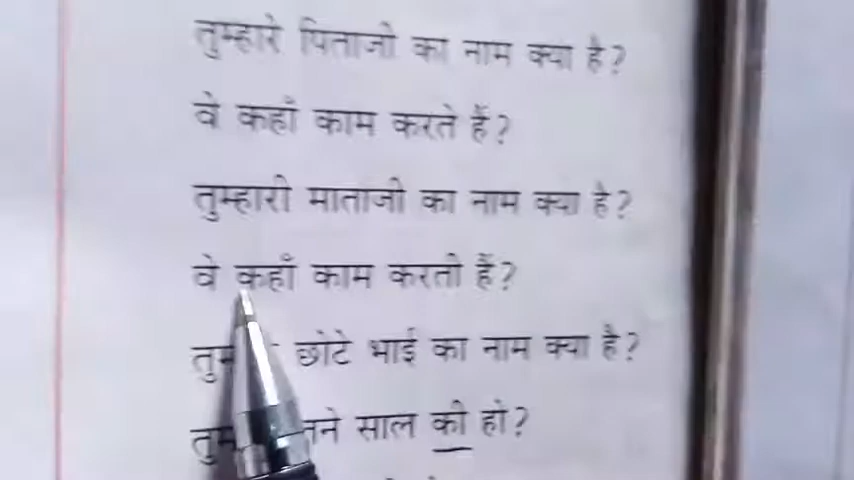 तुम्हारे पिताजी का नाम क्या है?
वे कहाँ काम करते हैं?
तुम्हारी माताजी का नाम क्या है?
वे कहाँ काम करती हैं?
छोटे भाई का नाम क्या है?
साल की हो?